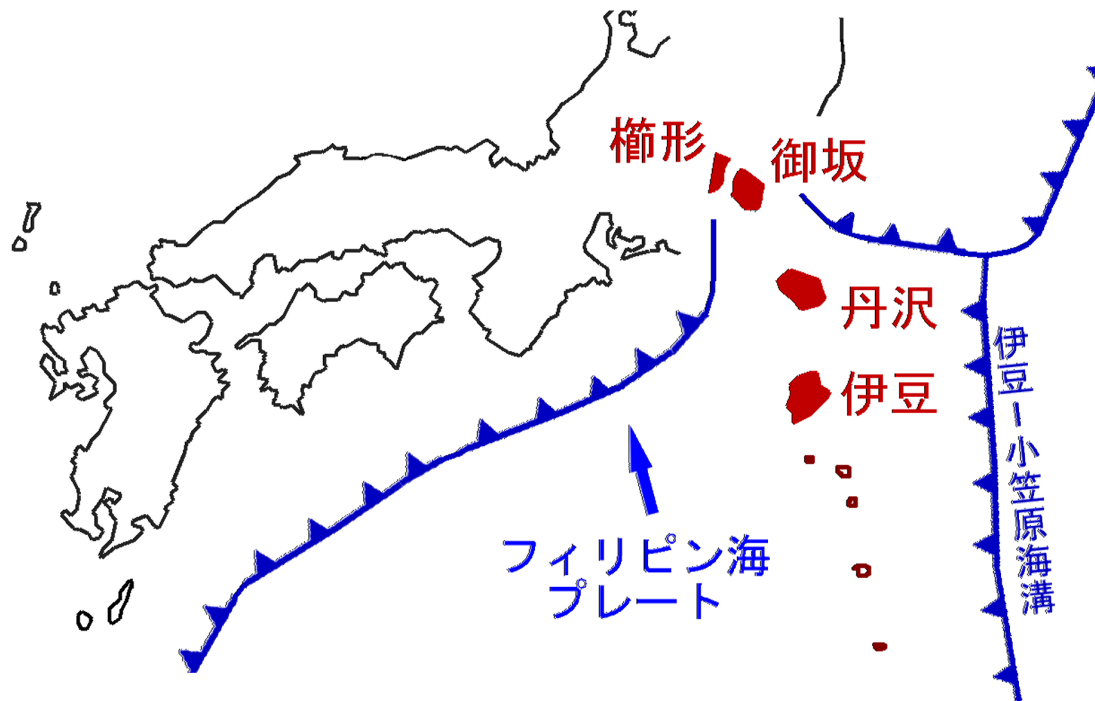 櫛形
御坂
丹沢
伊豆
伊豆ー小笠原海溝
フィリピン海
プレート